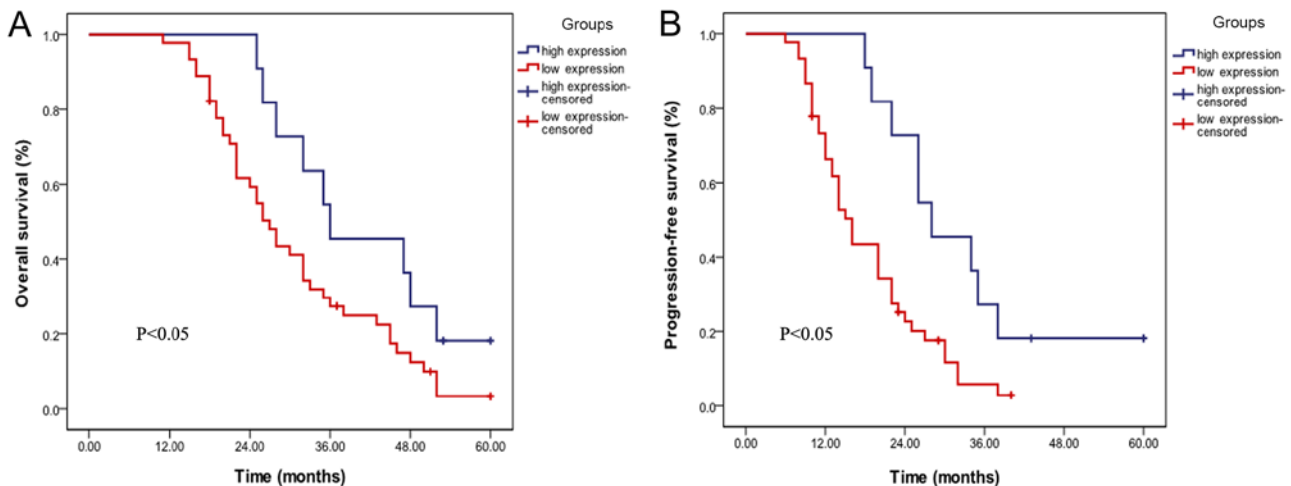 A
Groups
high expression
low expression
high expression-
censored
low expression-
censored
Overall survival (%)
1.0
0.8
0.6
0.4
0.2
0.0
P<0.05
0.00 12.00 24.00 36.00 48.00 60.00
Time (months)
B
Groups
high expression
low expression
high expression-
censored
low expression-
censored
Progression-free survival (%)
1.0
0.8
0.6
0.4
0.2
0.0
P<0.05
0.00 12.00 24.00 36.00 48.00 60.00
Time (months)